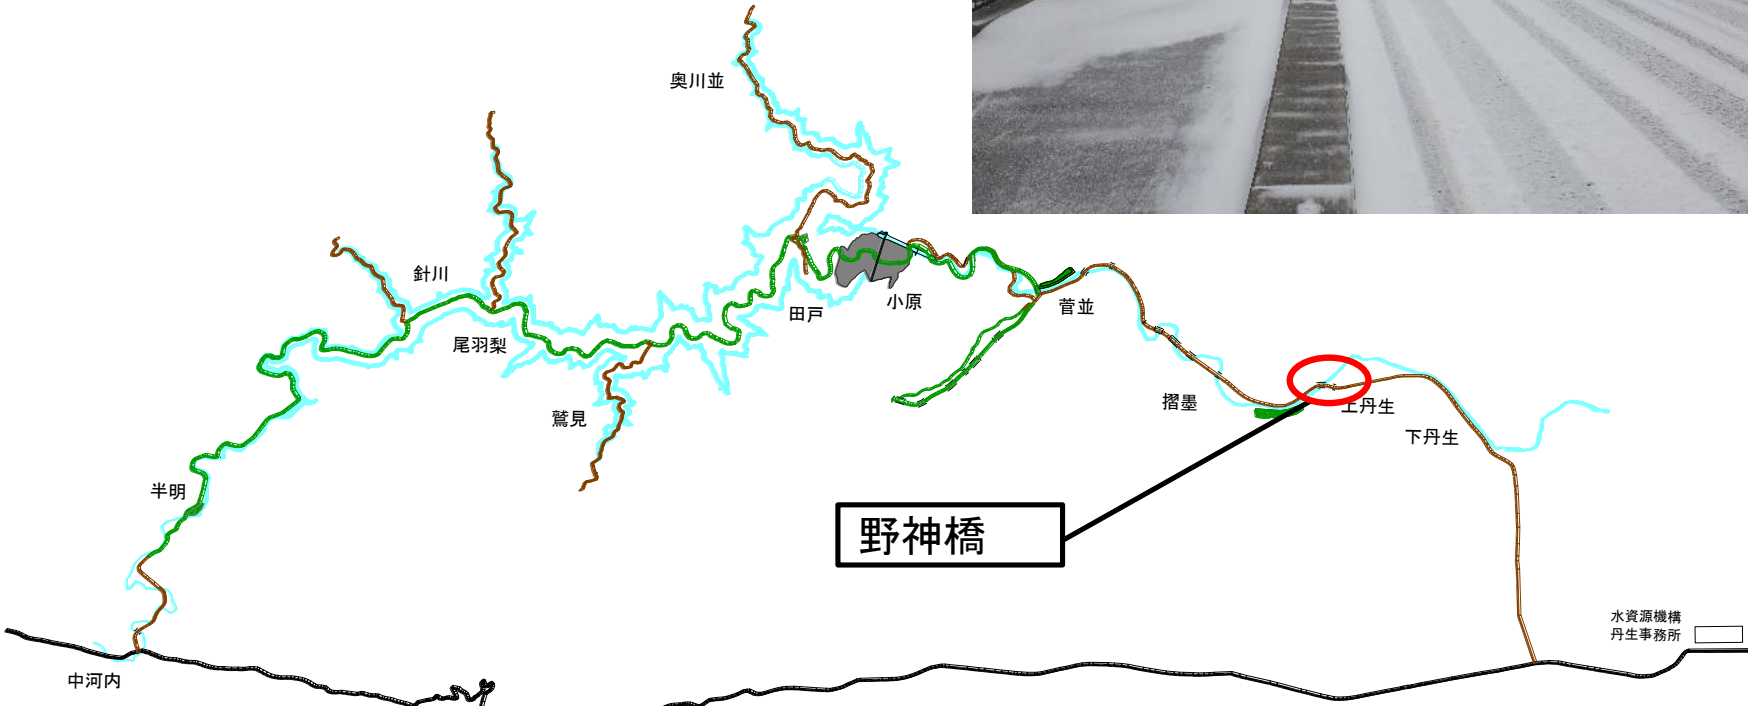 奥川並
針川
尾羽梨
田戸
小原
菅並
鷲見
摺墨
上丹生
下丹生
半明
野神橋
水資源機構
丹生事務所
中河内